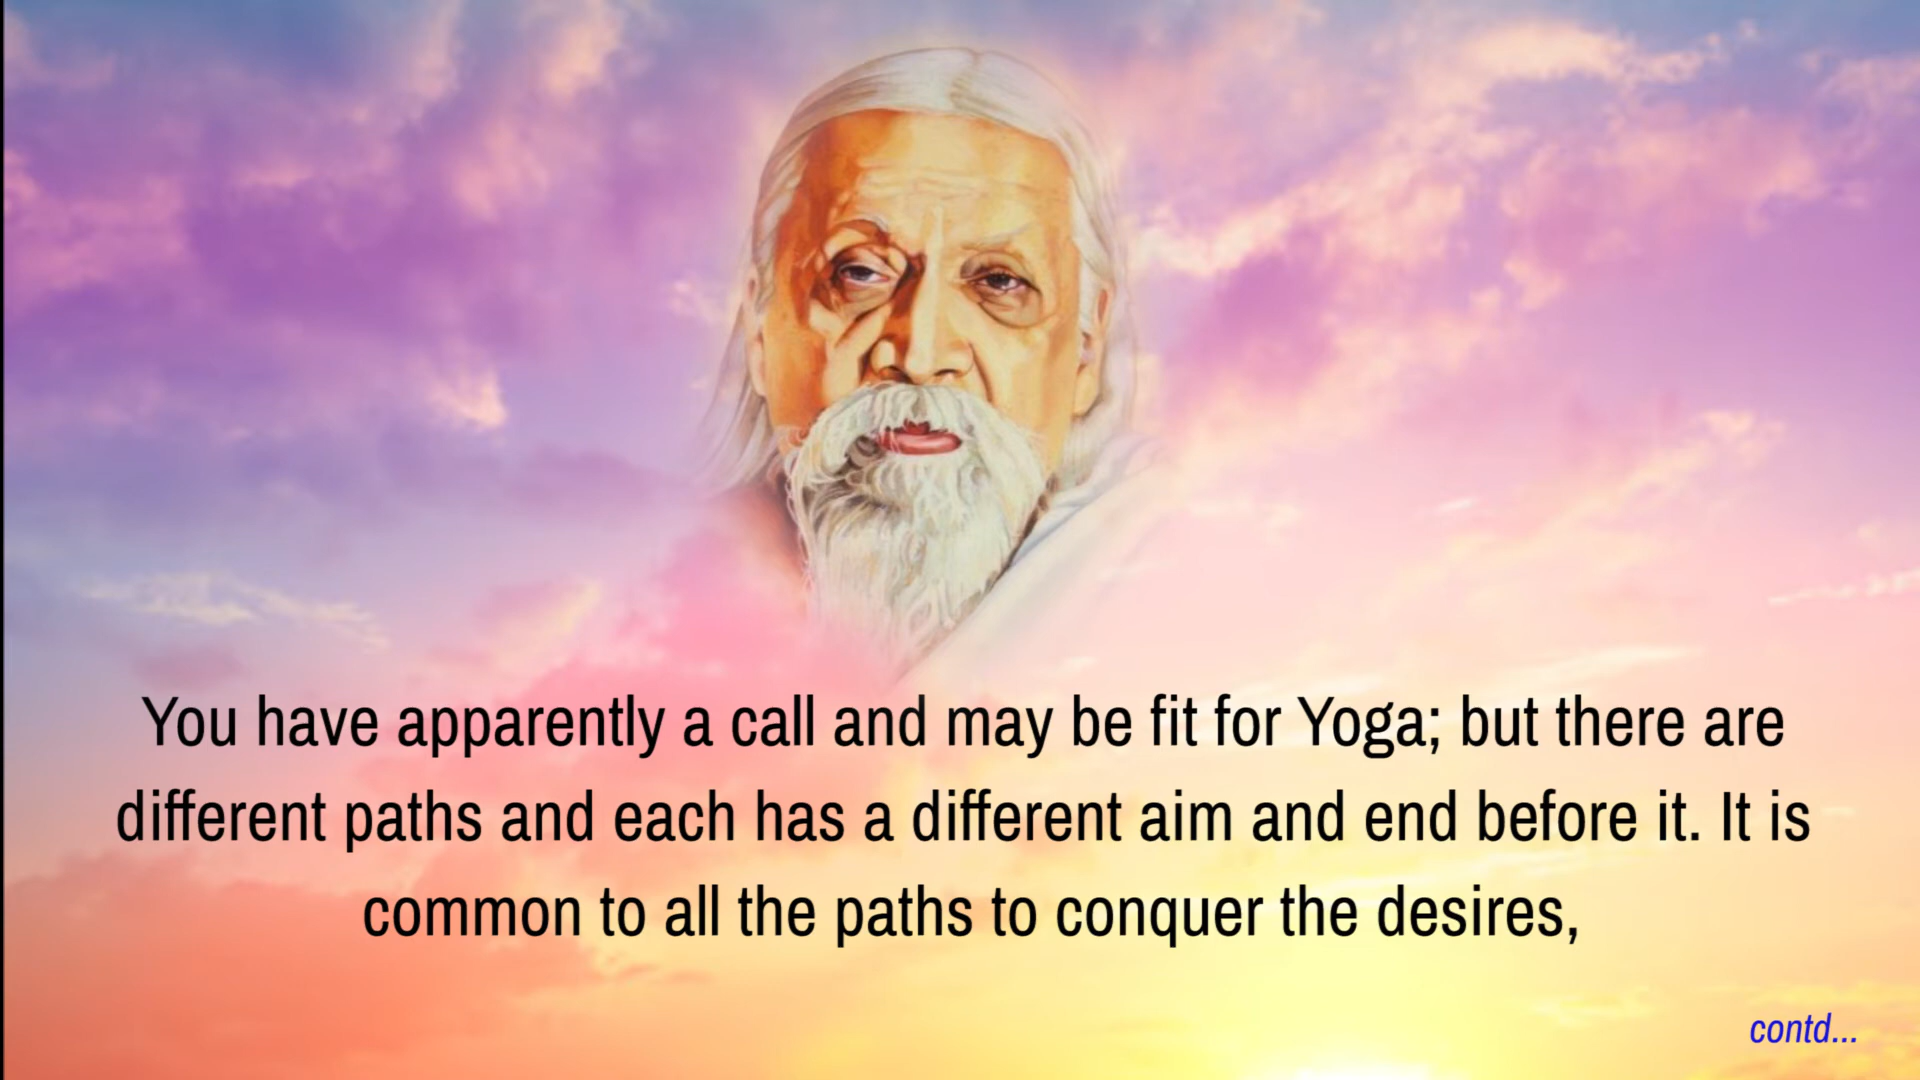 You have apparently a call and may be fit for Yoga; but there are
different paths and each has a different aim and end before it. It is
common to all the paths to conquer the desires,
contd...